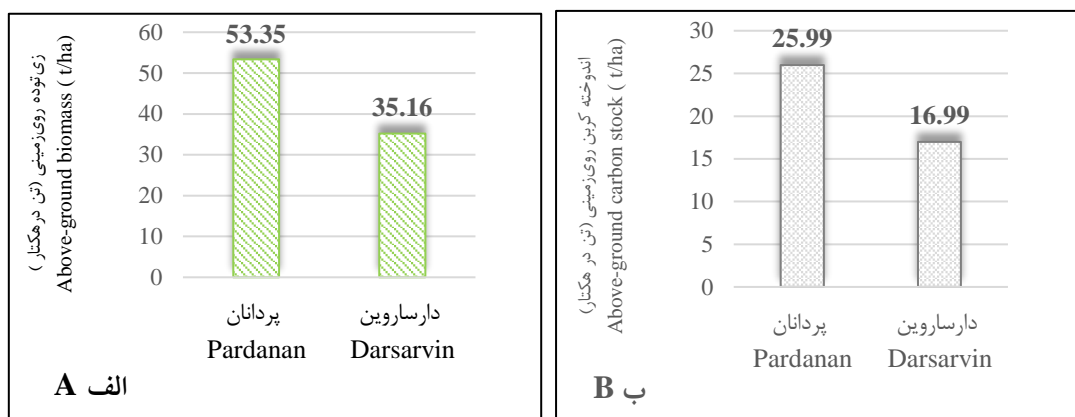 زی‌توده روی‌زمینی (تن درهکتار )
Above-ground biomass ( t/ha)
60
50
40
30
20
10
0
53.35
35.16
پردانان
دارساروین
Pardanan
Darsarvin
الف A
اندوخته کربن روی‌زمینی (تن در هکتار)
Above-ground carbon stock ( t/ha)
30
25
20
15
10
5
0
25.99
16.99
پردانان
دارساروین
Pardanan
Darsarvin
ب B